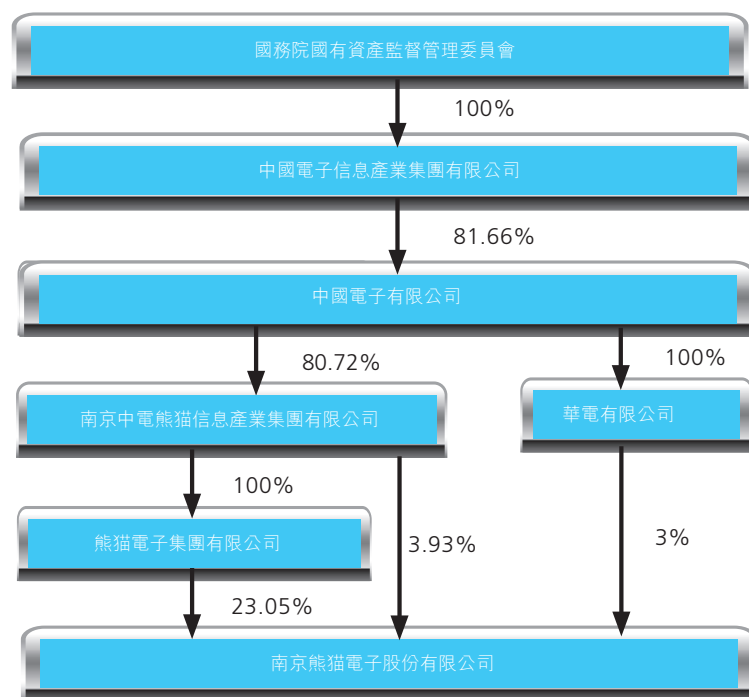 國務院國有資產監督管理委員會
100%
中國電子信息產業集團有限公司
81.66%
中國電子有限公司
80.72%
100%
南京中電熊猫信息產業集團有限公司
華電有限公司
100%
熊猫電子集團有限公司
3.93%
3%
23.05%
南京熊猫電子股份有限公司